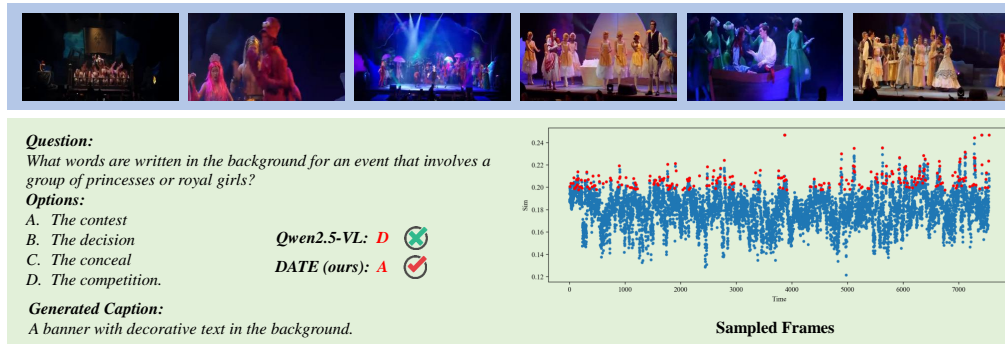 Question:
What words are written in the background for an event that involves a
group of princesses or royal girls?
Options:
A. The contest
B. The decision
C. The conceal
D. The competition.
Qwen2.5-VL: D
DATE (ours): A
Generated Caption:
A banner with decorative text in the background.
0.24
0.22
0.20
0.18
0.16
0.14
0.12
Sim
0 1000 2000 3000 4000 5000 6000 7000
Time
Sampled Frames